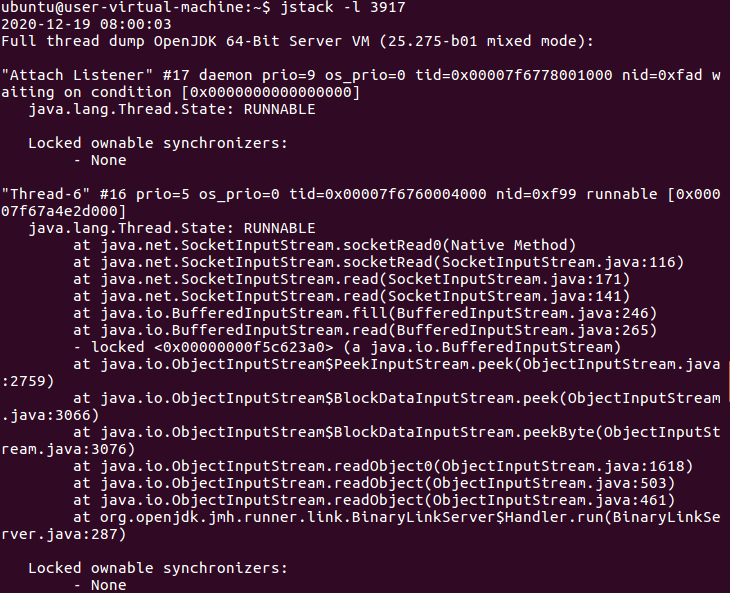 ubuntu@user-virtual-machine:~$ jstack -l 3917
2020-12-19 08:00:03
Full thread dump OpenJDK 64-Bit Server VM (25.275-b01 mixed mode):

"Attach Listener" #17 daemon prio=9 os_prio=0 tid=0x00007f6778001000 nid=0xfad w
aiting on condition [0x0000000000000000]
   java.lang.Thread.State: RUNNABLE

   Locked ownable synchronizers:
        - None

"Thread-6" #16 prio=5 os_prio=0 tid=0x00007f6760004000 nid=0xf99 runnable [0x000
07f67a4e2d000]
   java.lang.Thread.State: RUNNABLE
        at java.net.SocketInputStream.socketRead0(Native Method)
        at java.net.SocketInputStream.socketRead(SocketInputStream.java:116)
        at java.net.SocketInputStream.read(SocketInputStream.java:171)
        at java.net.SocketInputStream.read(SocketInputStream.java:141)
        at java.io.BufferedInputStream.fill(BufferedInputStream.java:246)
        at java.io.BufferedInputStream.read(BufferedInputStream.java:265)
        - locked <0x00000000f5c623a0> (a java.io.BufferedInputStream)
        at java.io.ObjectInputStream$PeekInputStream.peek(ObjectInputStream.java
:2759)
        at java.io.ObjectInputStream$BlockDataInputStream.peek(ObjectInputStream
.java:3066)
        at java.io.ObjectInputStream$BlockDataInputStream.peekByte(ObjectInputSt
ream.java:3076)
        at java.io.ObjectInputStream.readObject0(ObjectInputStream.java:1618)
        at java.io.ObjectInputStream.readObject(ObjectInputStream.java:503)
        at java.io.ObjectInputStream.readObject(ObjectInputStream.java:461)
        at org.openjdk.jmh.runner.link.BinaryLinkServer$Handler.run(BinaryLinkSe
rver.java:287)

   Locked ownable synchronizers:
        - None